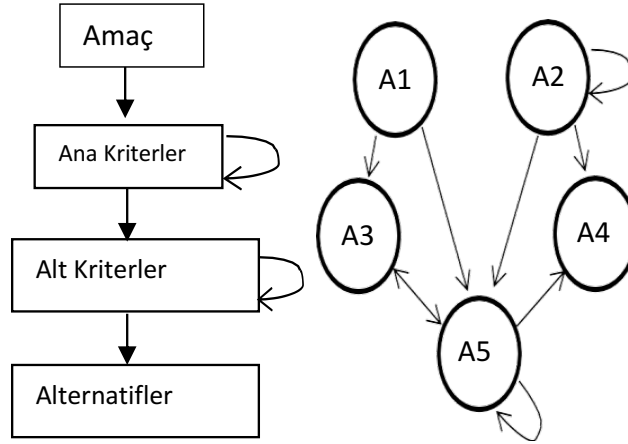 Amaç
Ana Kriterler
Alt Kriterler
Alternatifler
A1
A2
A3
A4
A5